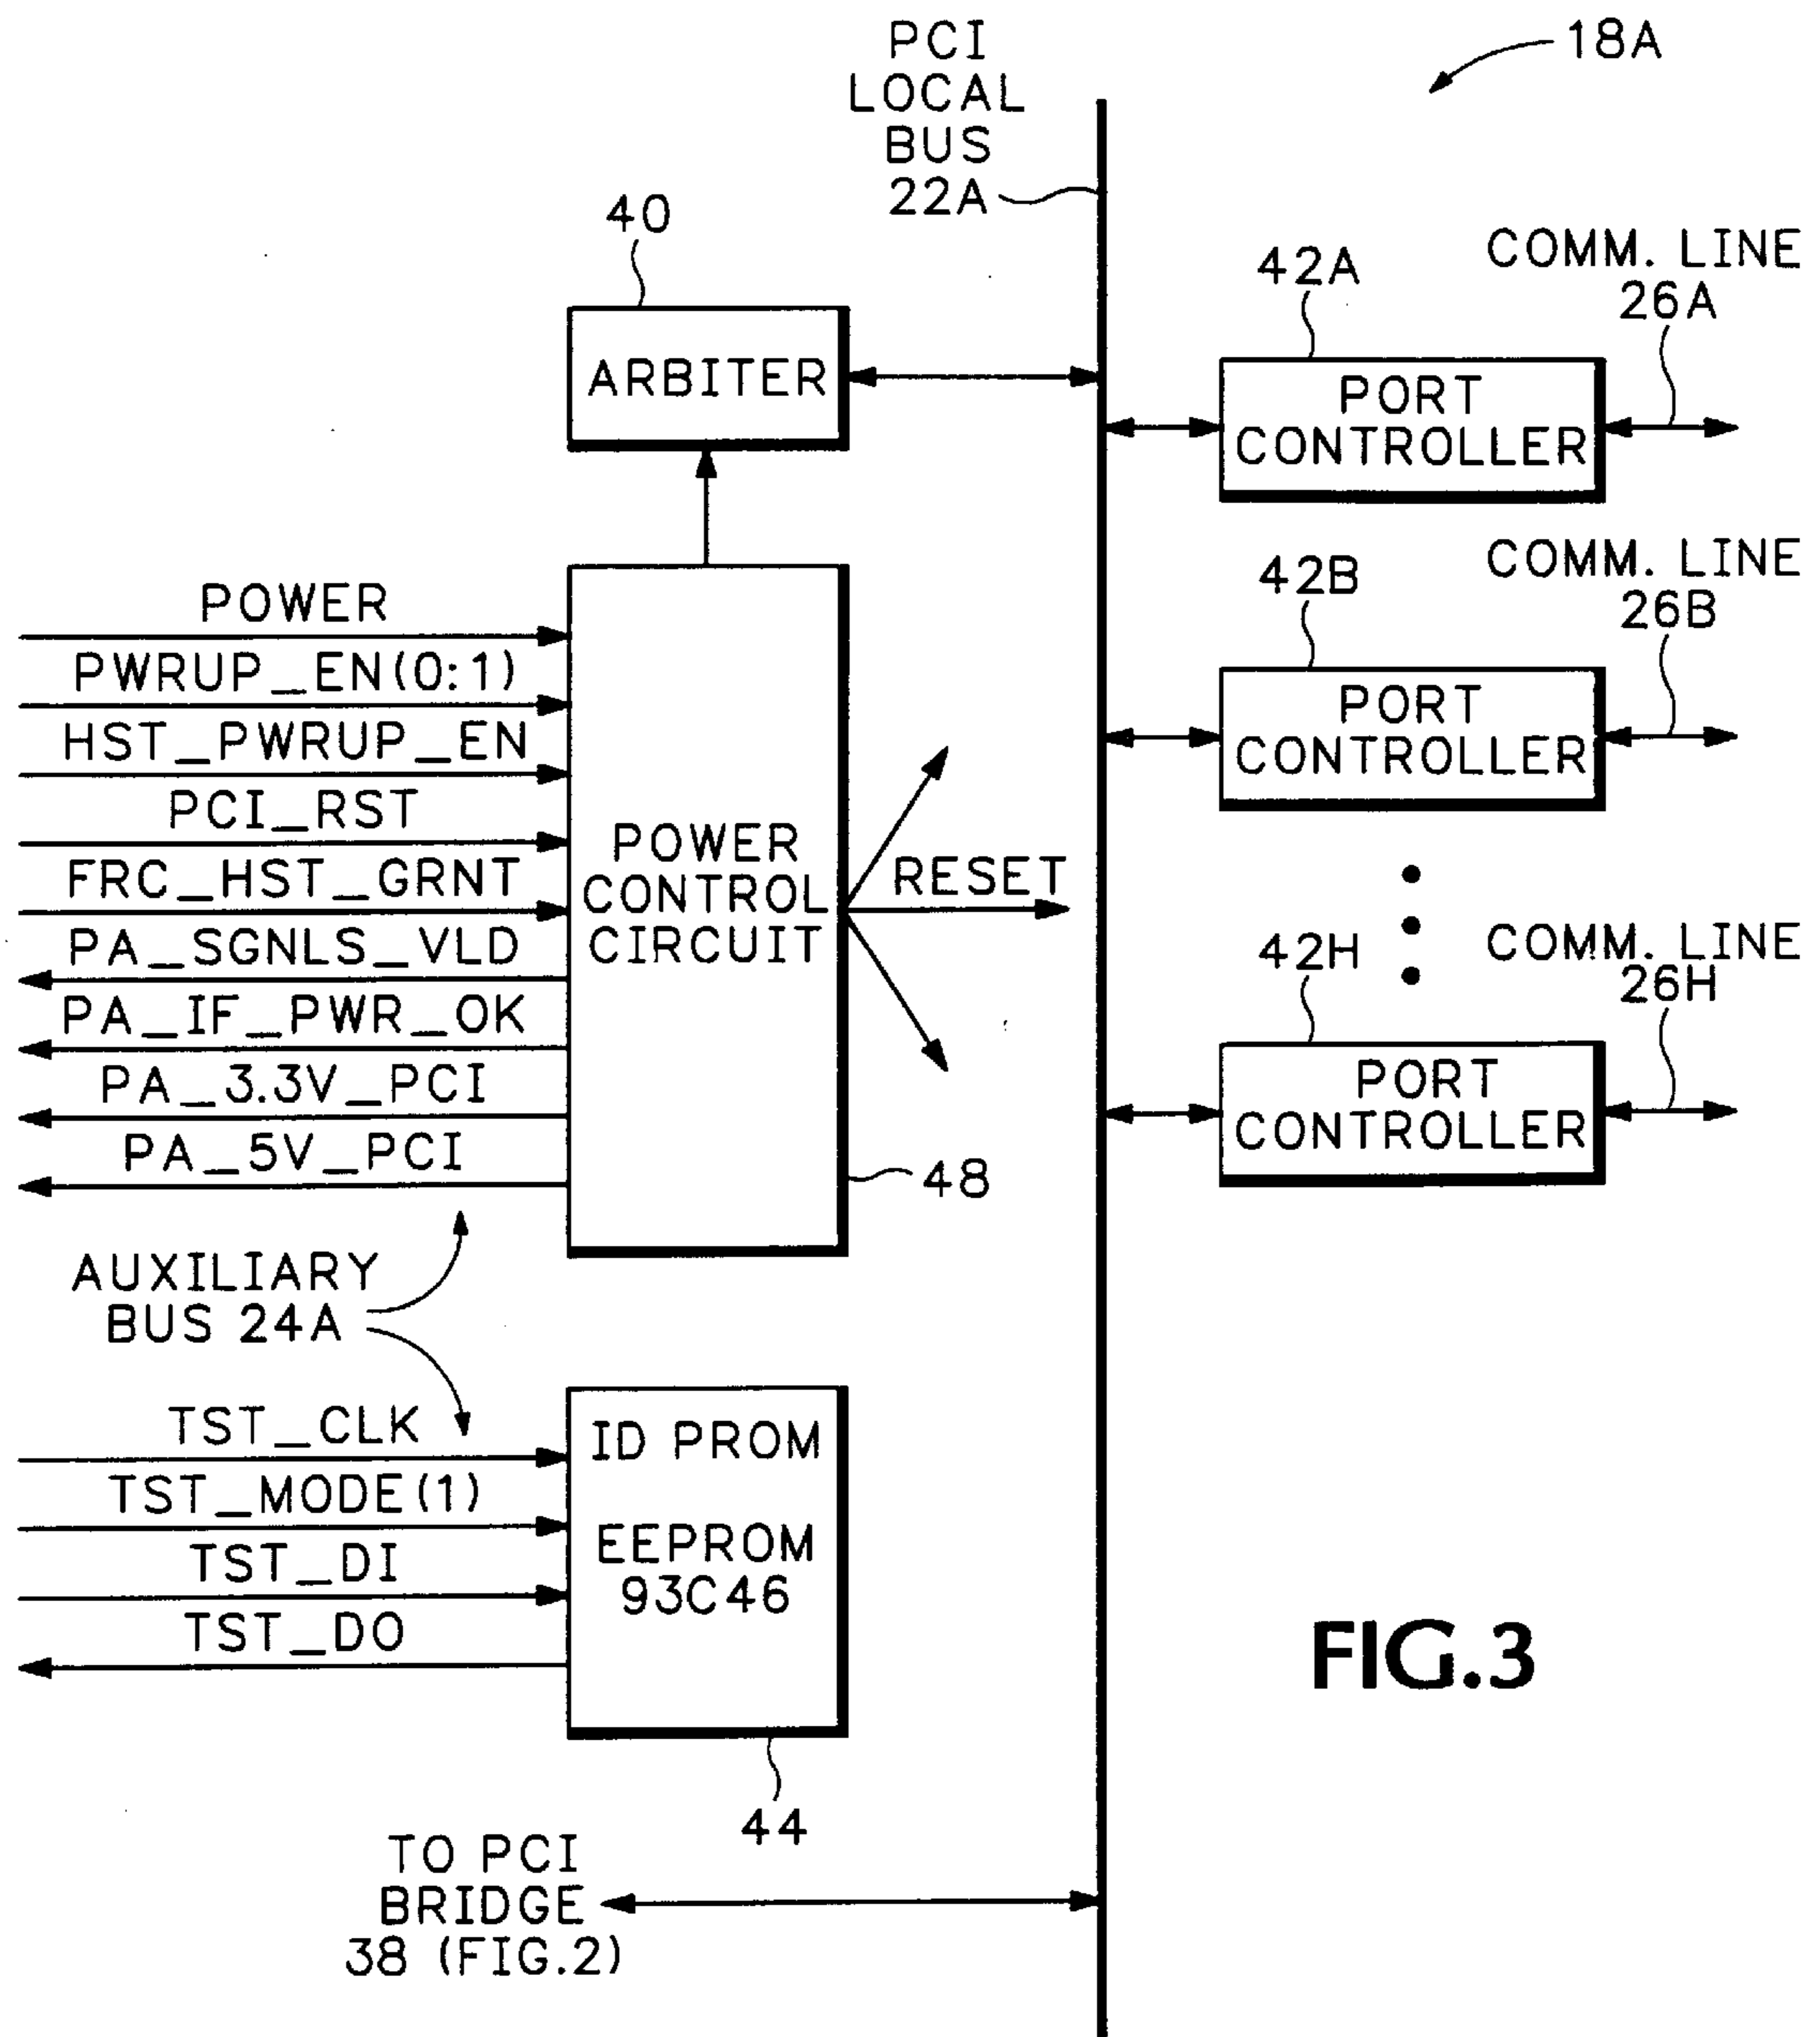 PCI
LOCAL
BUS
22A
18A
40
ARBITER
42A
COMM. LINE
26A
PORT
CONTROLLER
42B
COMM. LINE
26B
PORT
CONTROLLER
42H
COMM. LINE
26H
PORT
CONTROLLER
POWER
PWRUP_EN(0:1)
HST_PWRUP_EN
PCI_RST
FRC_HST_GRNT
PA_SGNLS_VLD
PA_IF_PWR_OK
PA_3.3V_PCI
PA_5V_PCI
POWER
CONTROL
CIRCUIT
RESET
48
AUXILIARY
BUS 24A
TST_CLK
TST_MODE(1)
TST_DI
TST_DO
ID PROM
EEPROM
93C46
44
TO PCI
BRIDGE
38 (FIG.2)
FIG.3